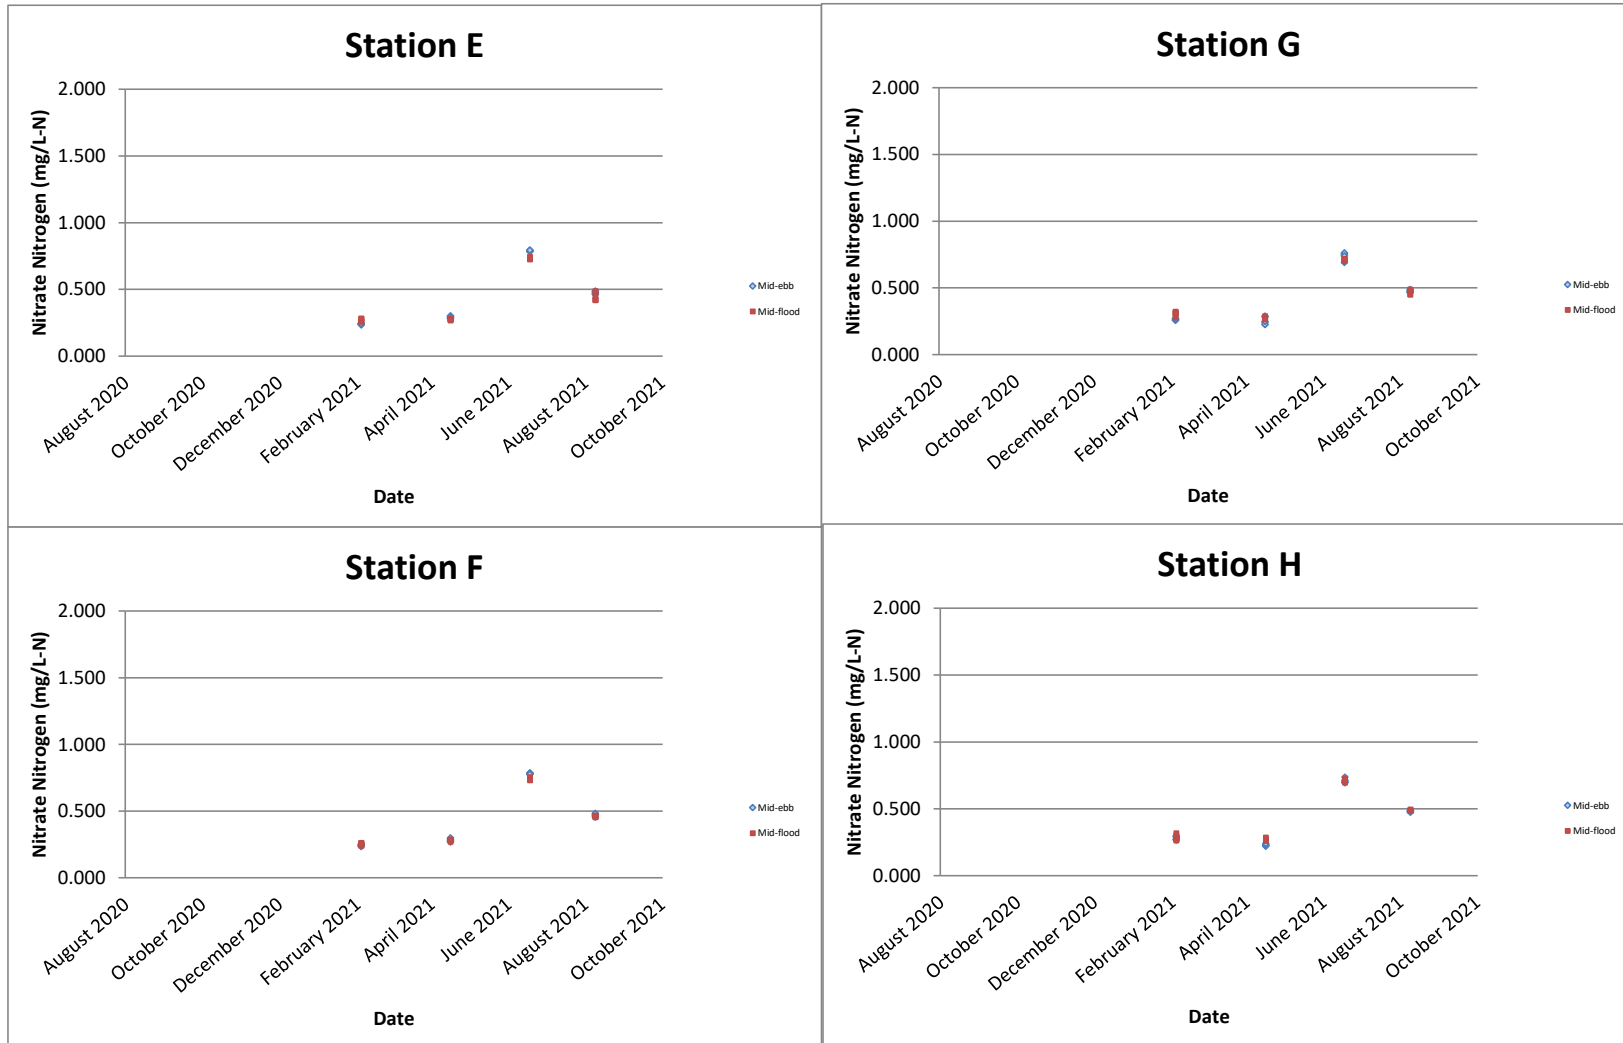 Station E
Nitrate Nitrogen (mg/L-N)
2.000
1.500
1.000
0.500
0.000
August 2020
October 2020
December 2020
February 2021
April 2021
June 2021
August 2021
October 2021
Date
Mid-ebb
Mid-flood
Station G
Nitrate Nitrogen (mg/L-N)
2.000
1.500
1.000
0.500
0.000
August 2020
October 2020
December 2020
February 2021
April 2021
June 2021
August 2021
October 2021
Date
Mid-ebb
Mid-flood
Station F
Nitrate Nitrogen (mg/L-N)
2.000
1.500
1.000
0.500
0.000
August 2020
October 2020
December 2020
February 2021
April 2021
June 2021
August 2021
October 2021
Date
Mid-ebb
Mid-flood
Station H
Nitrate Nitrogen (mg/L-N)
2.000
1.500
1.000
0.500
0.000
August 2020
October 2020
December 2020
February 2021
April 2021
June 2021
August 2021
October 2021
Date
Mid-ebb
Mid-flood